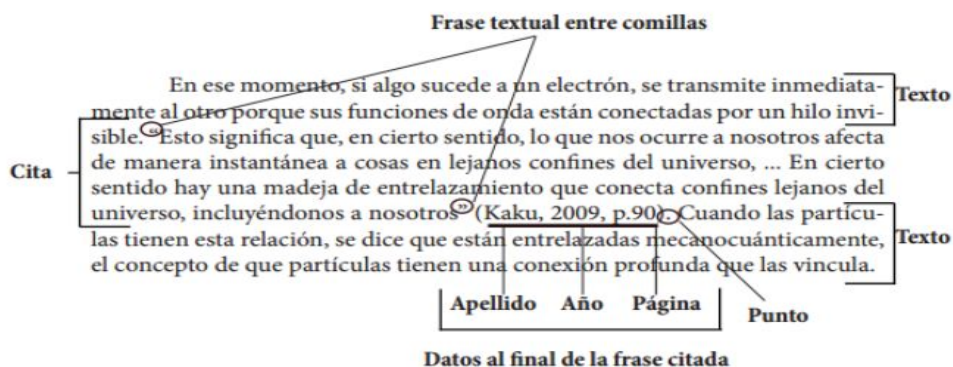 Frase textual entre comillas
En ese momento, si algo sucede a un electrón, se transmite inmediata-
mente al otro porque sus funciones de onda están conectadas por un hilo invi-
sible. “Esto significa que, en cierto sentido, lo que nos ocurre a nosotros afecta
de manera instantánea a cosas en lejanos confines del universo, ... En cierto
sentido hay una madeja de entrelazamiento que conecta confines lejanos del
universo, incluyéndonos a nosotros” (Kaku, 2009, p.90). Cuando las partícu-
las tienen esta relación, se dice que están entrelazadas mecanocuánticamente,
el concepto de que partículas tienen una conexión profunda que las vincula.
Texto
Cita
Texto
Apellido Año Página
Punto
Datos al final de la frase citada